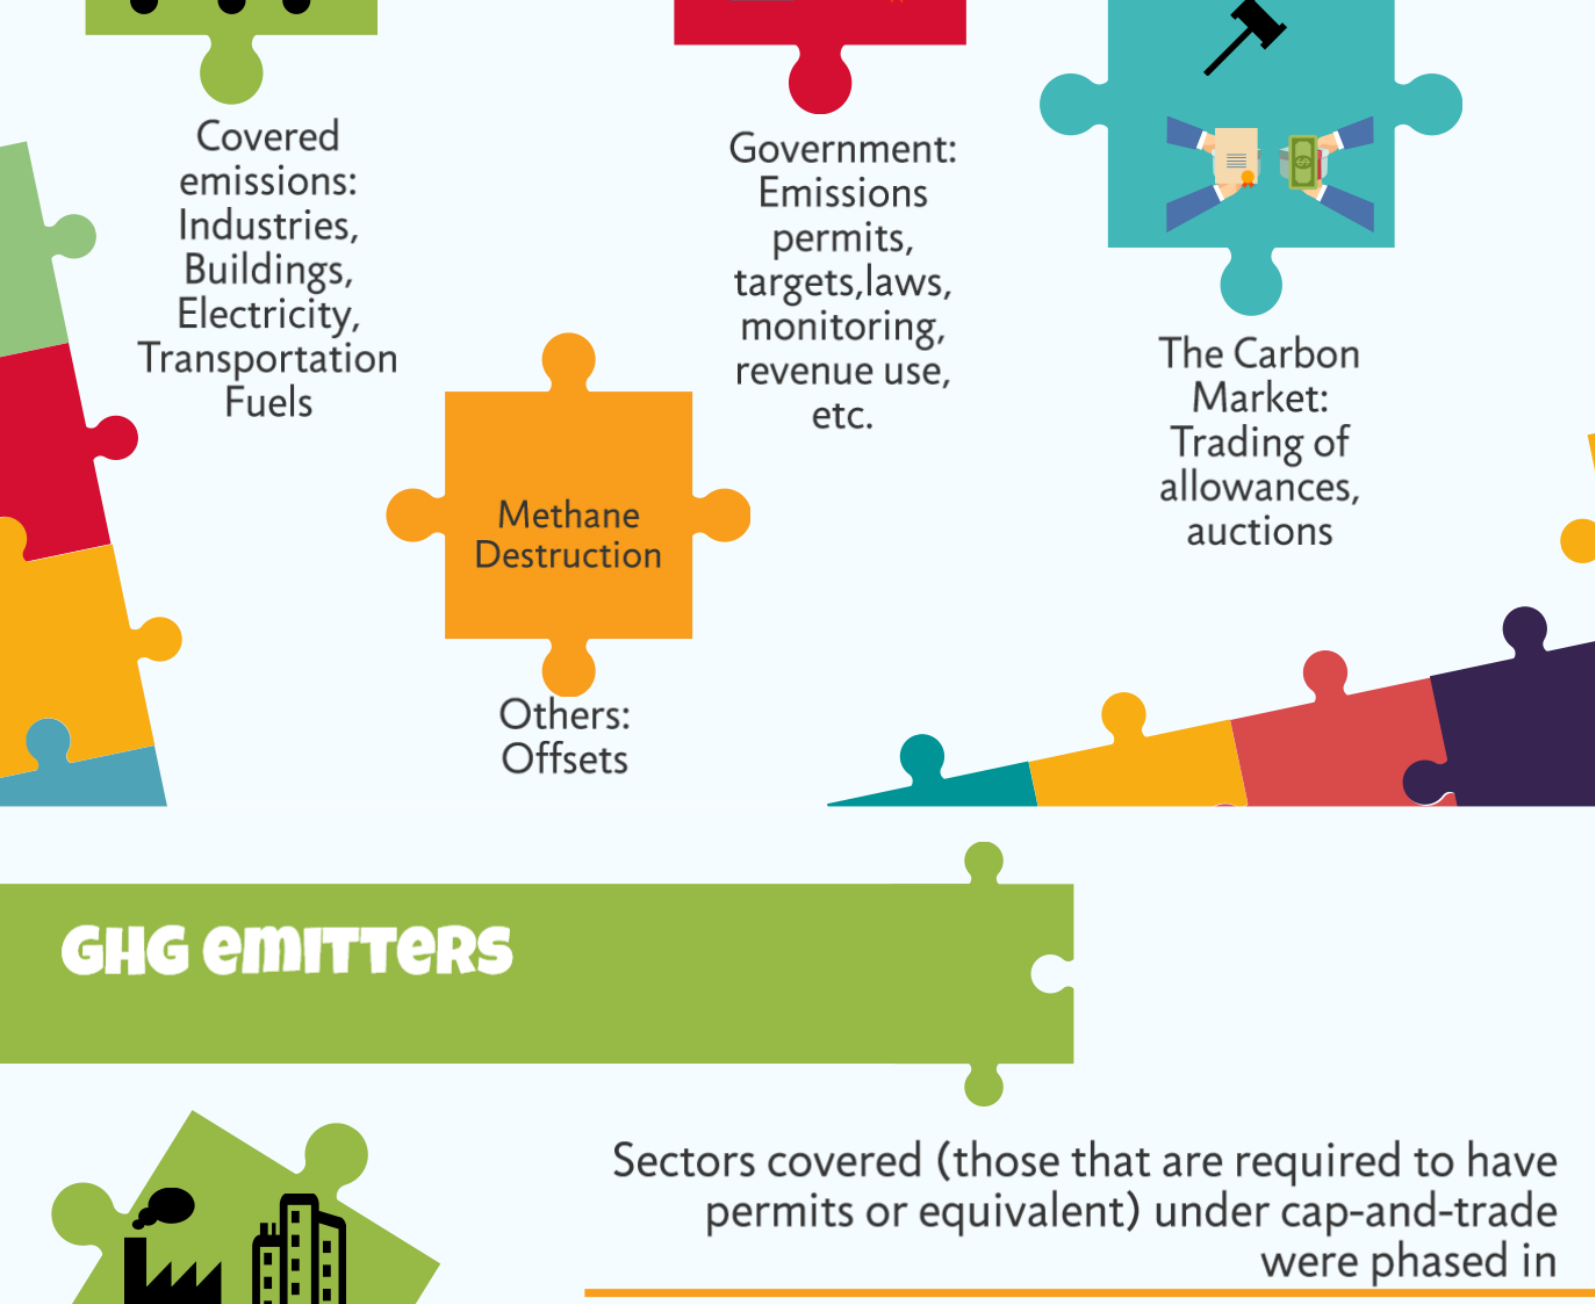 Covered
emissions:
Industries,
Buildings,
Electricity,
Transportation
Fuels
Government:
Emissions
permits,
targets,laws,
monitoring,
revenue use,
etc.
The Carbon
Market:
Trading of
allowances,
auctions
Methane
Destruction
Others:
Offsets
GHG emitters
Sectors covered (those that are required to have
permits or equivalent) under cap-and-trade
were phased in